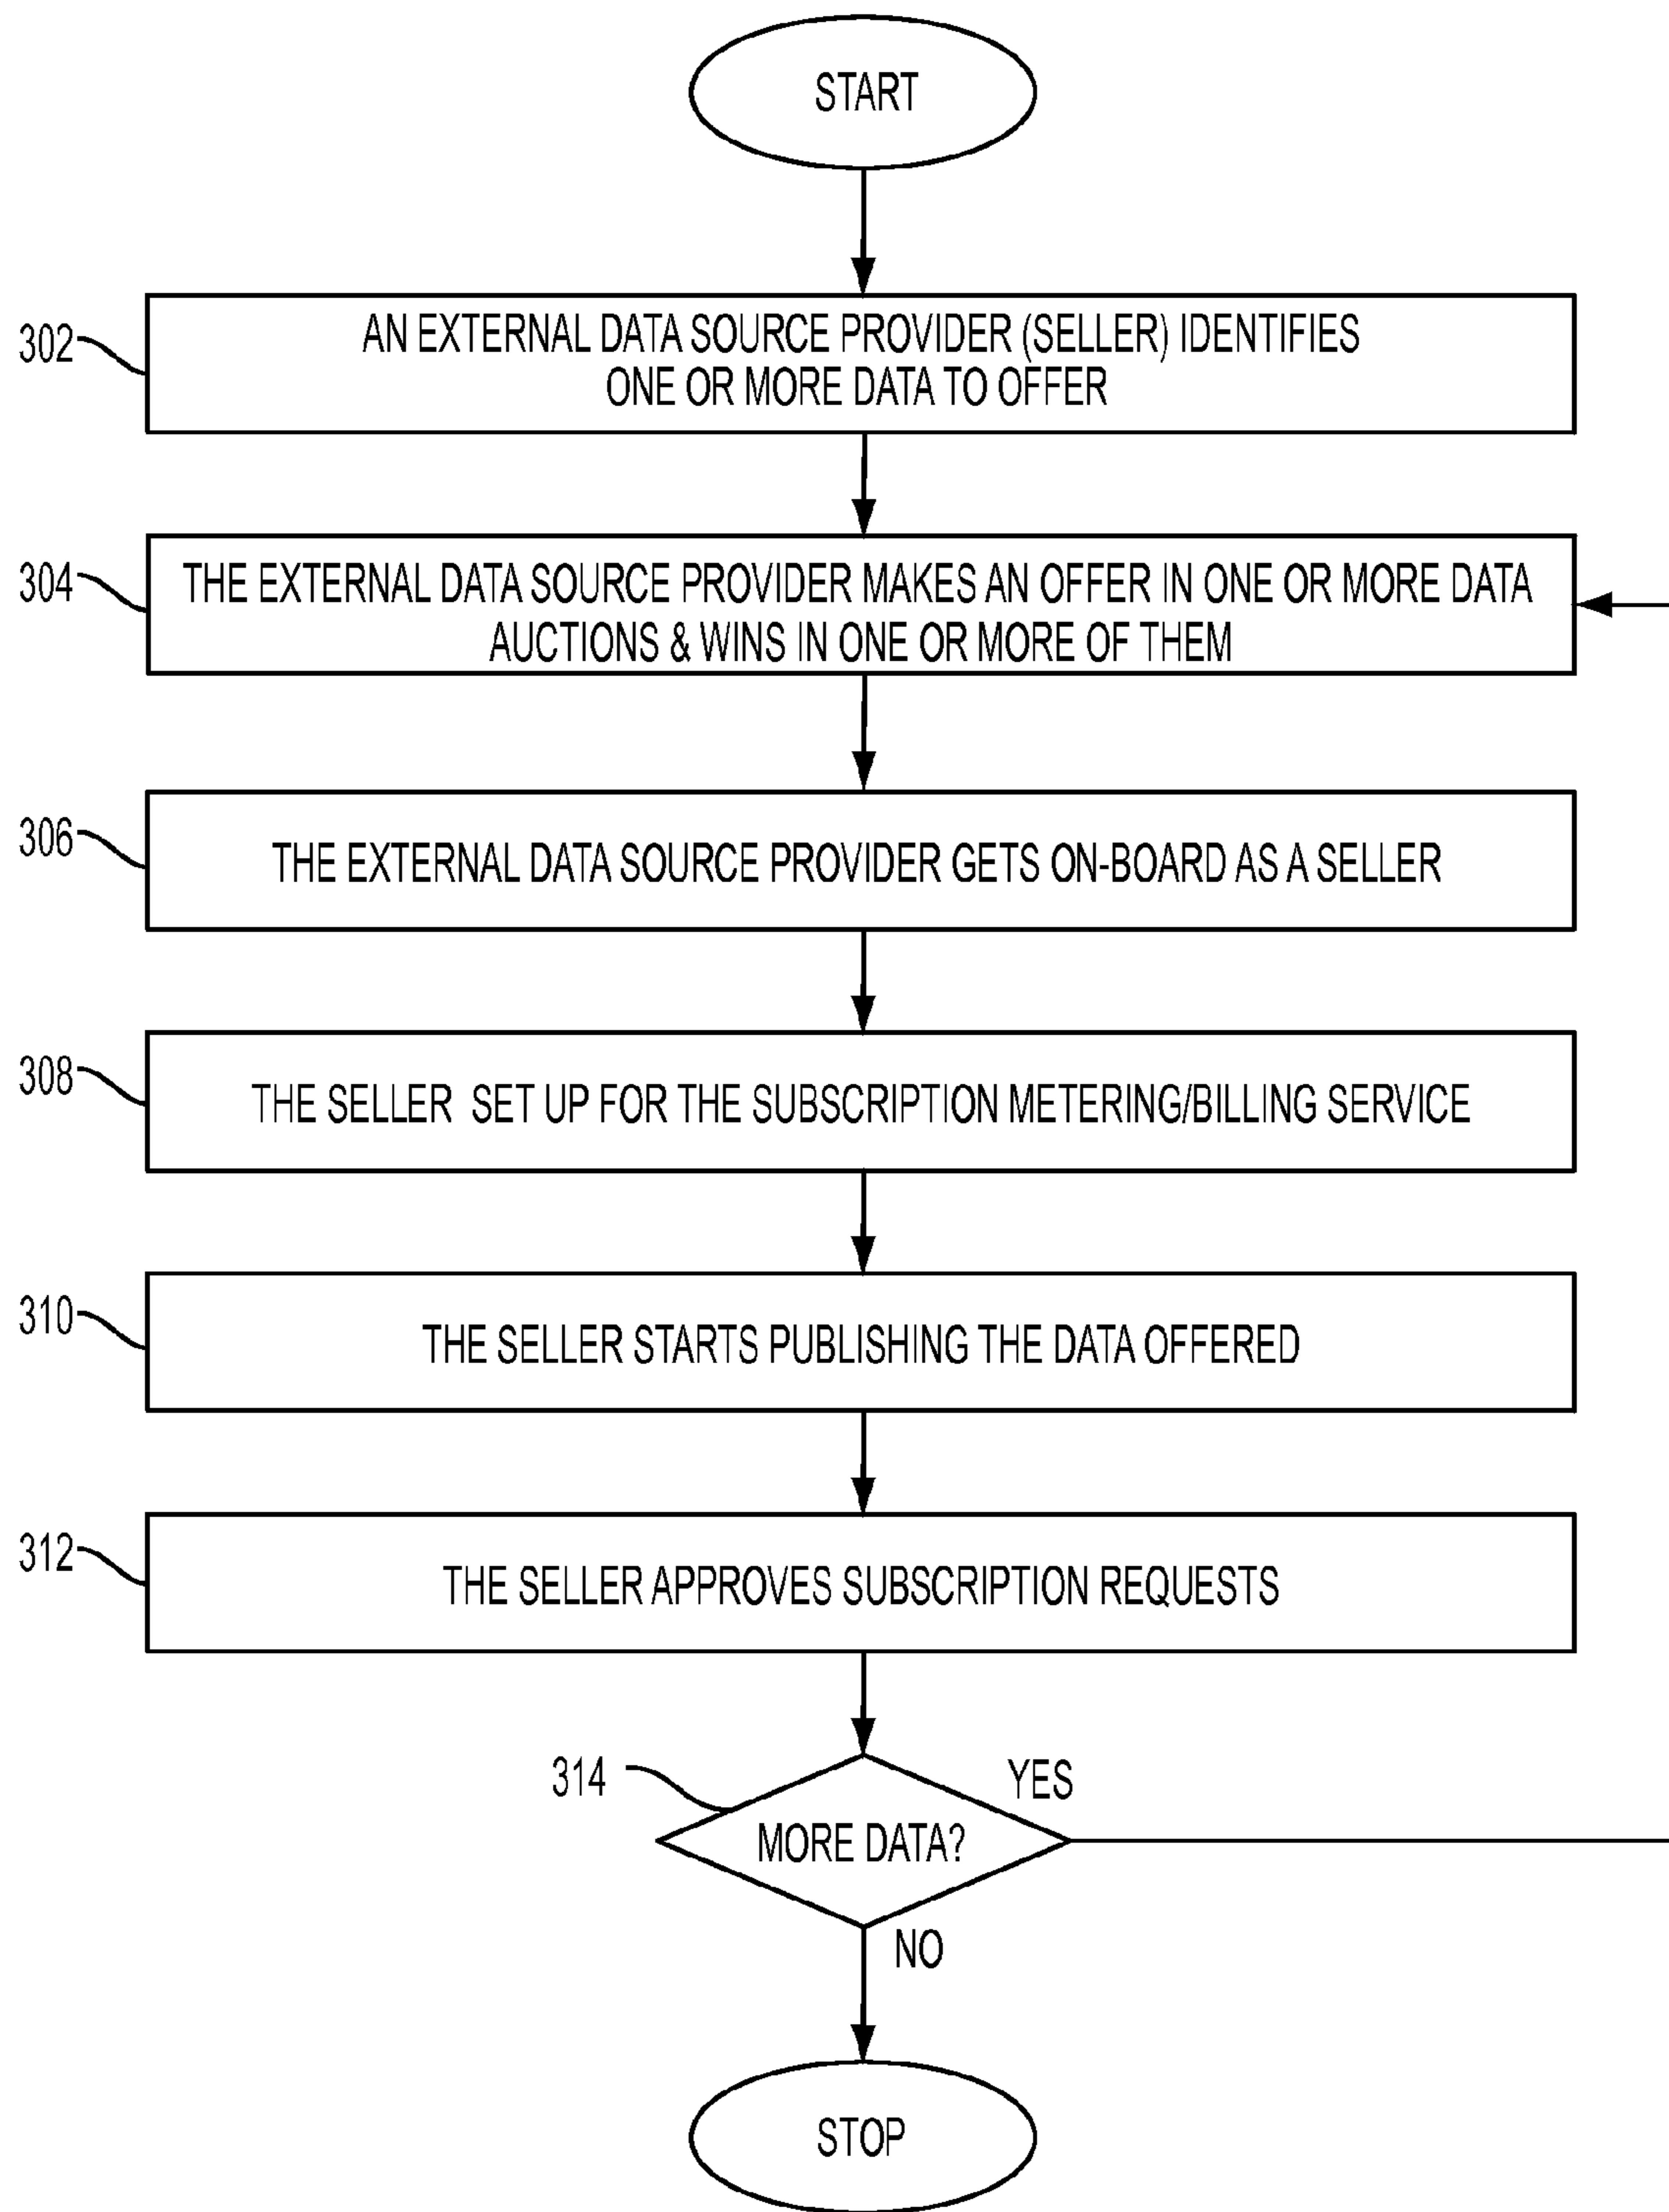 START
302
AN EXTERNAL DATA SOURCE PROVIDER (SELLER) IDENTIFIES
ONE OR MORE DATA TO OFFER
304
THE EXTERNAL DATA SOURCE PROVIDER MAKES AN OFFER IN ONE OR MORE DATA
AUCTIONS & WINS IN ONE OR MORE OF THEM
306
THE EXTERNAL DATA SOURCE PROVIDER GETS ON-BOARD AS A SELLER
308
THE SELLER SET UP FOR THE SUBSCRIPTION METERING/BILLING SERVICE
310
THE SELLER STARTS PUBLISHING THE DATA OFFERED
312
THE SELLER APPROVES SUBSCRIPTION REQUESTS
314
YES
MORE DATA?
NO
STOP